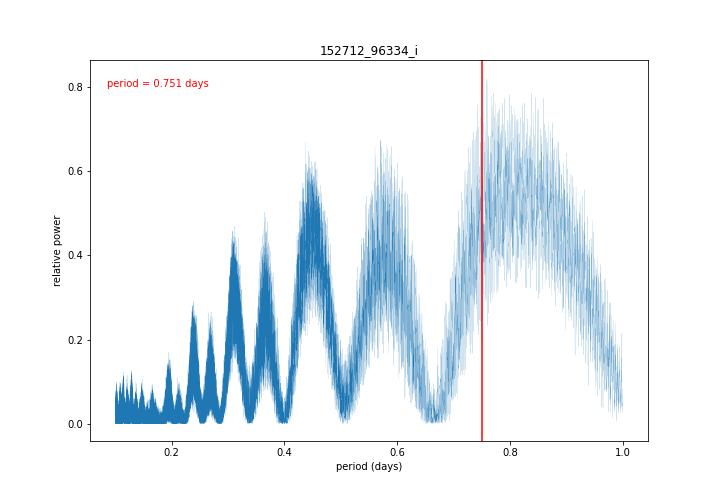 152712_96334_i
period = 0.751 days
relative power
0.8
0.6
0.4
0.2
0.0
0.2 0.4 0.6 0.8 1.0
period (days)